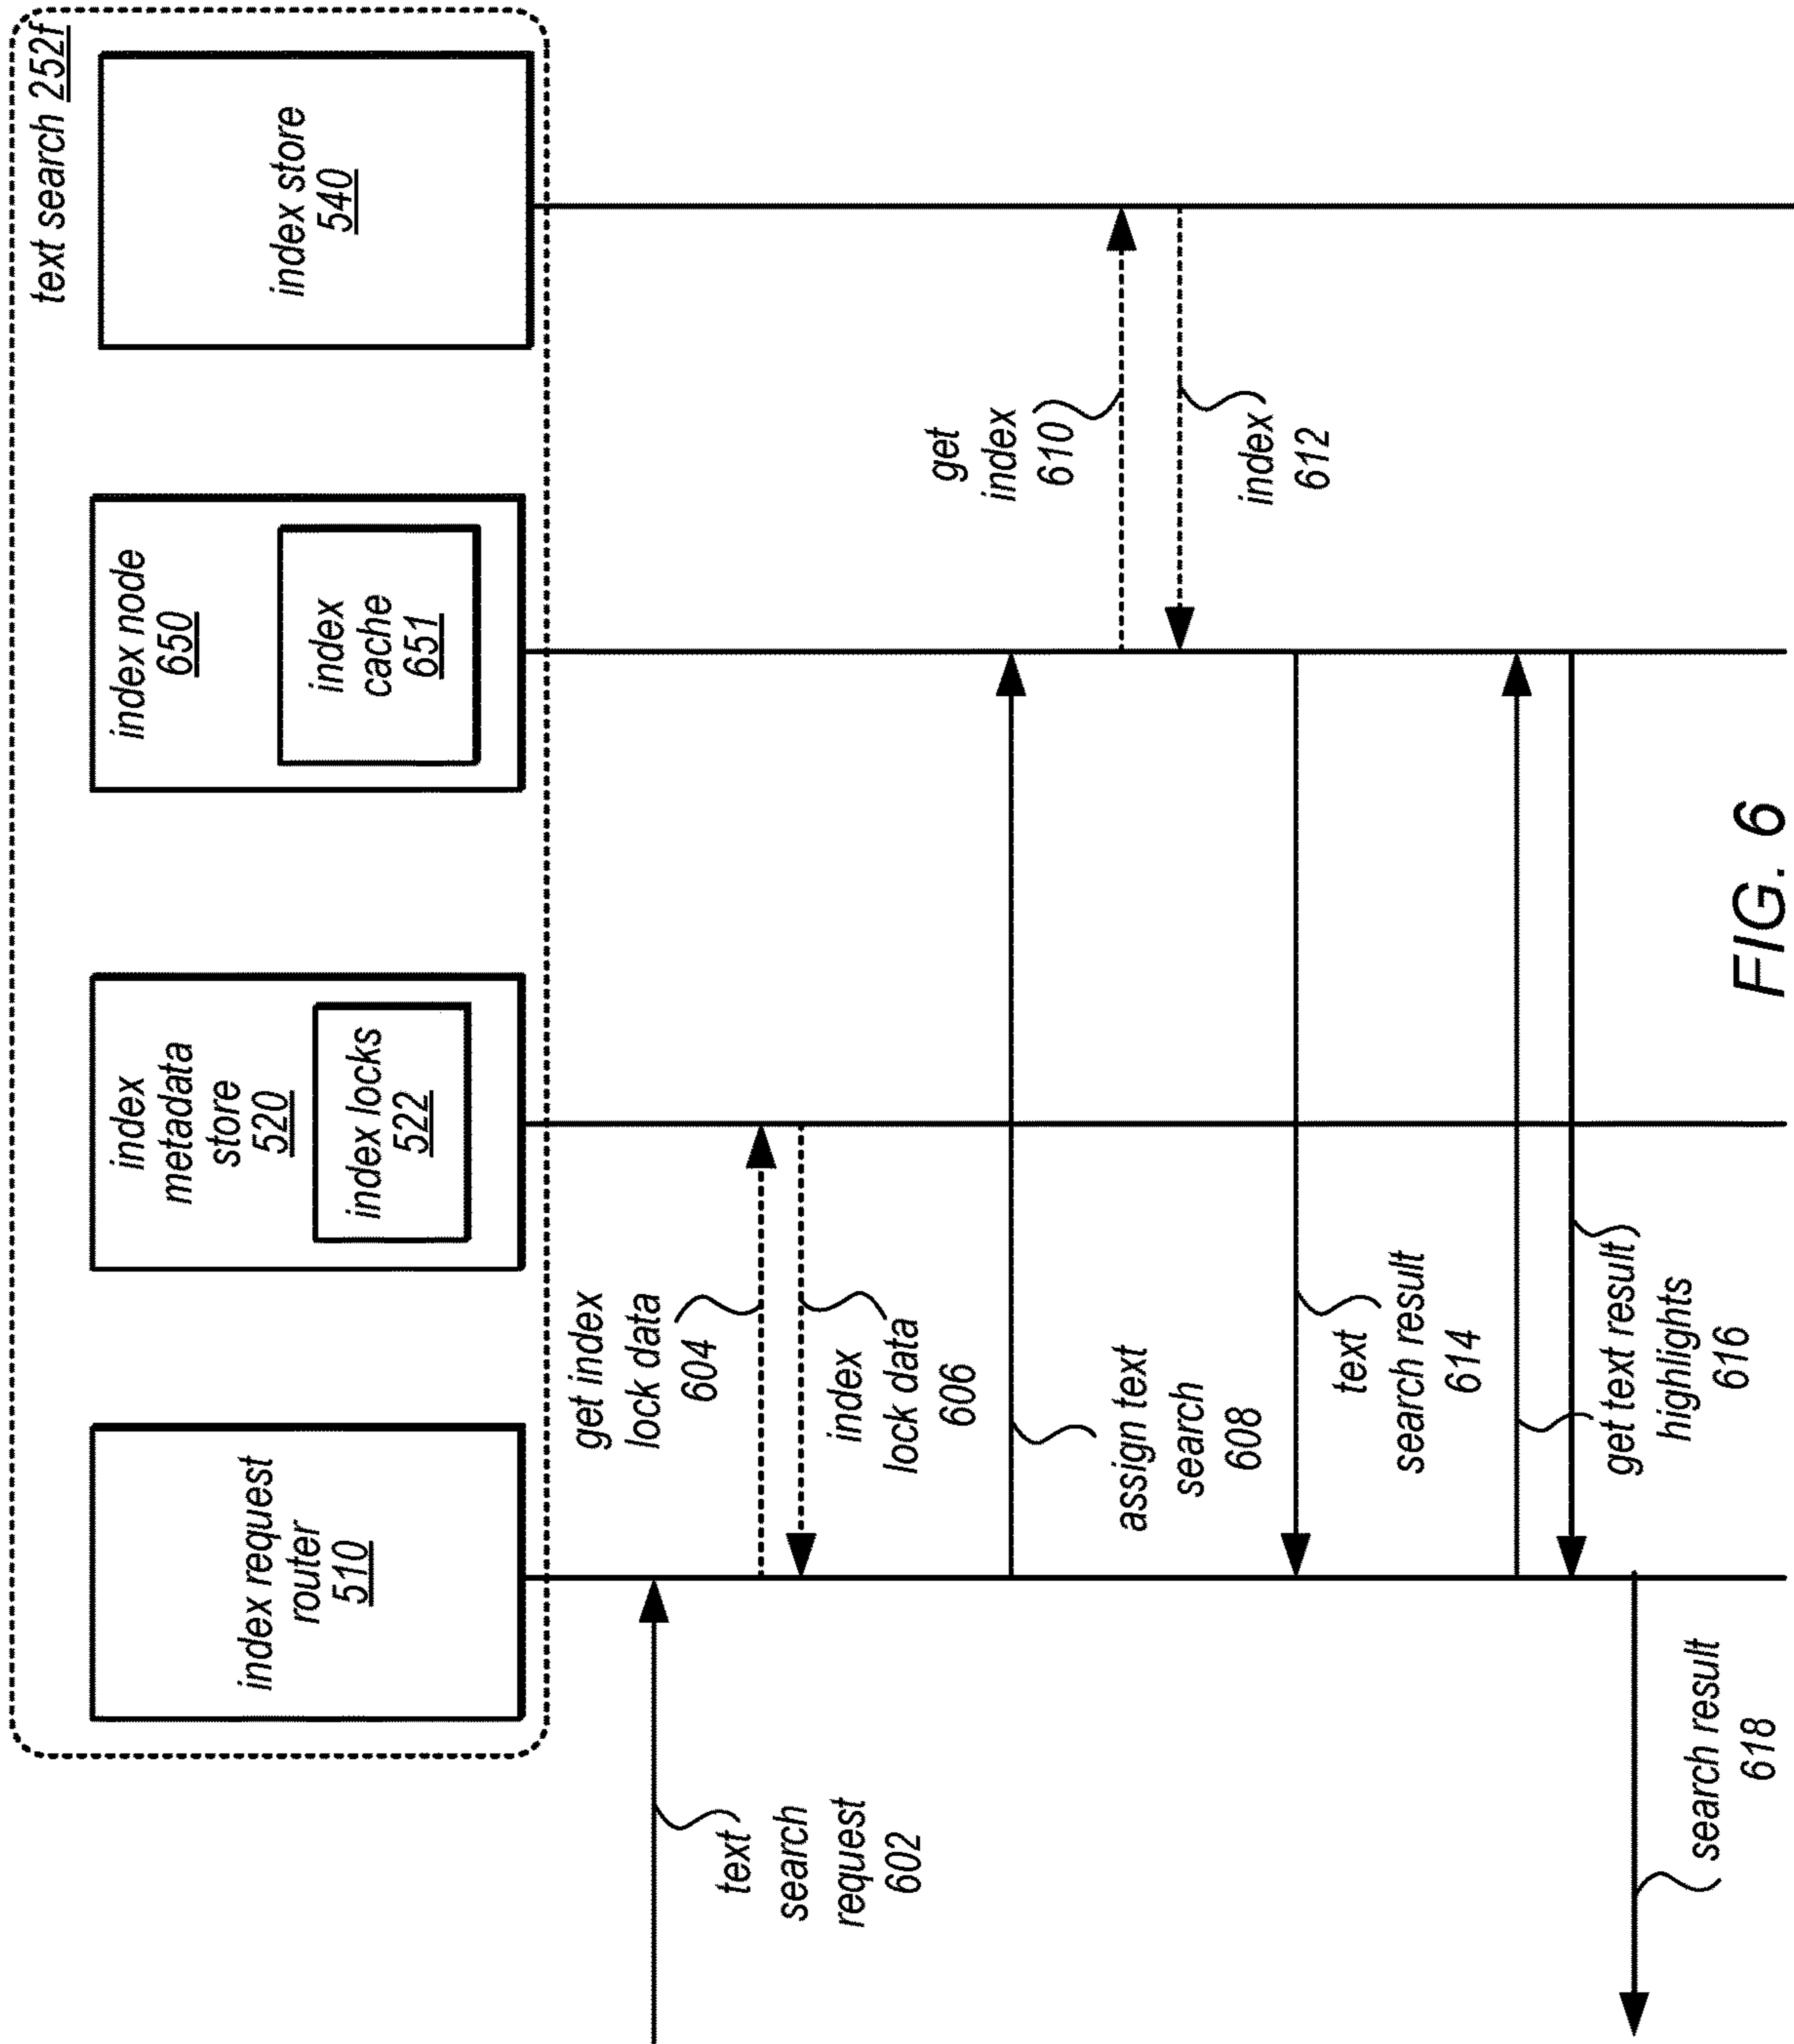 text search 252f
index request
router
510
index
metadata
store
520
index locks
522
index node
650
index
cache
651
index store
540
text
search
request
602
get index
lock data
604
index
lock data
606
assign text
search
608
get
index
610
index
612
text
search result
614
get text result
highlights
616
search result
618
FIG. 6